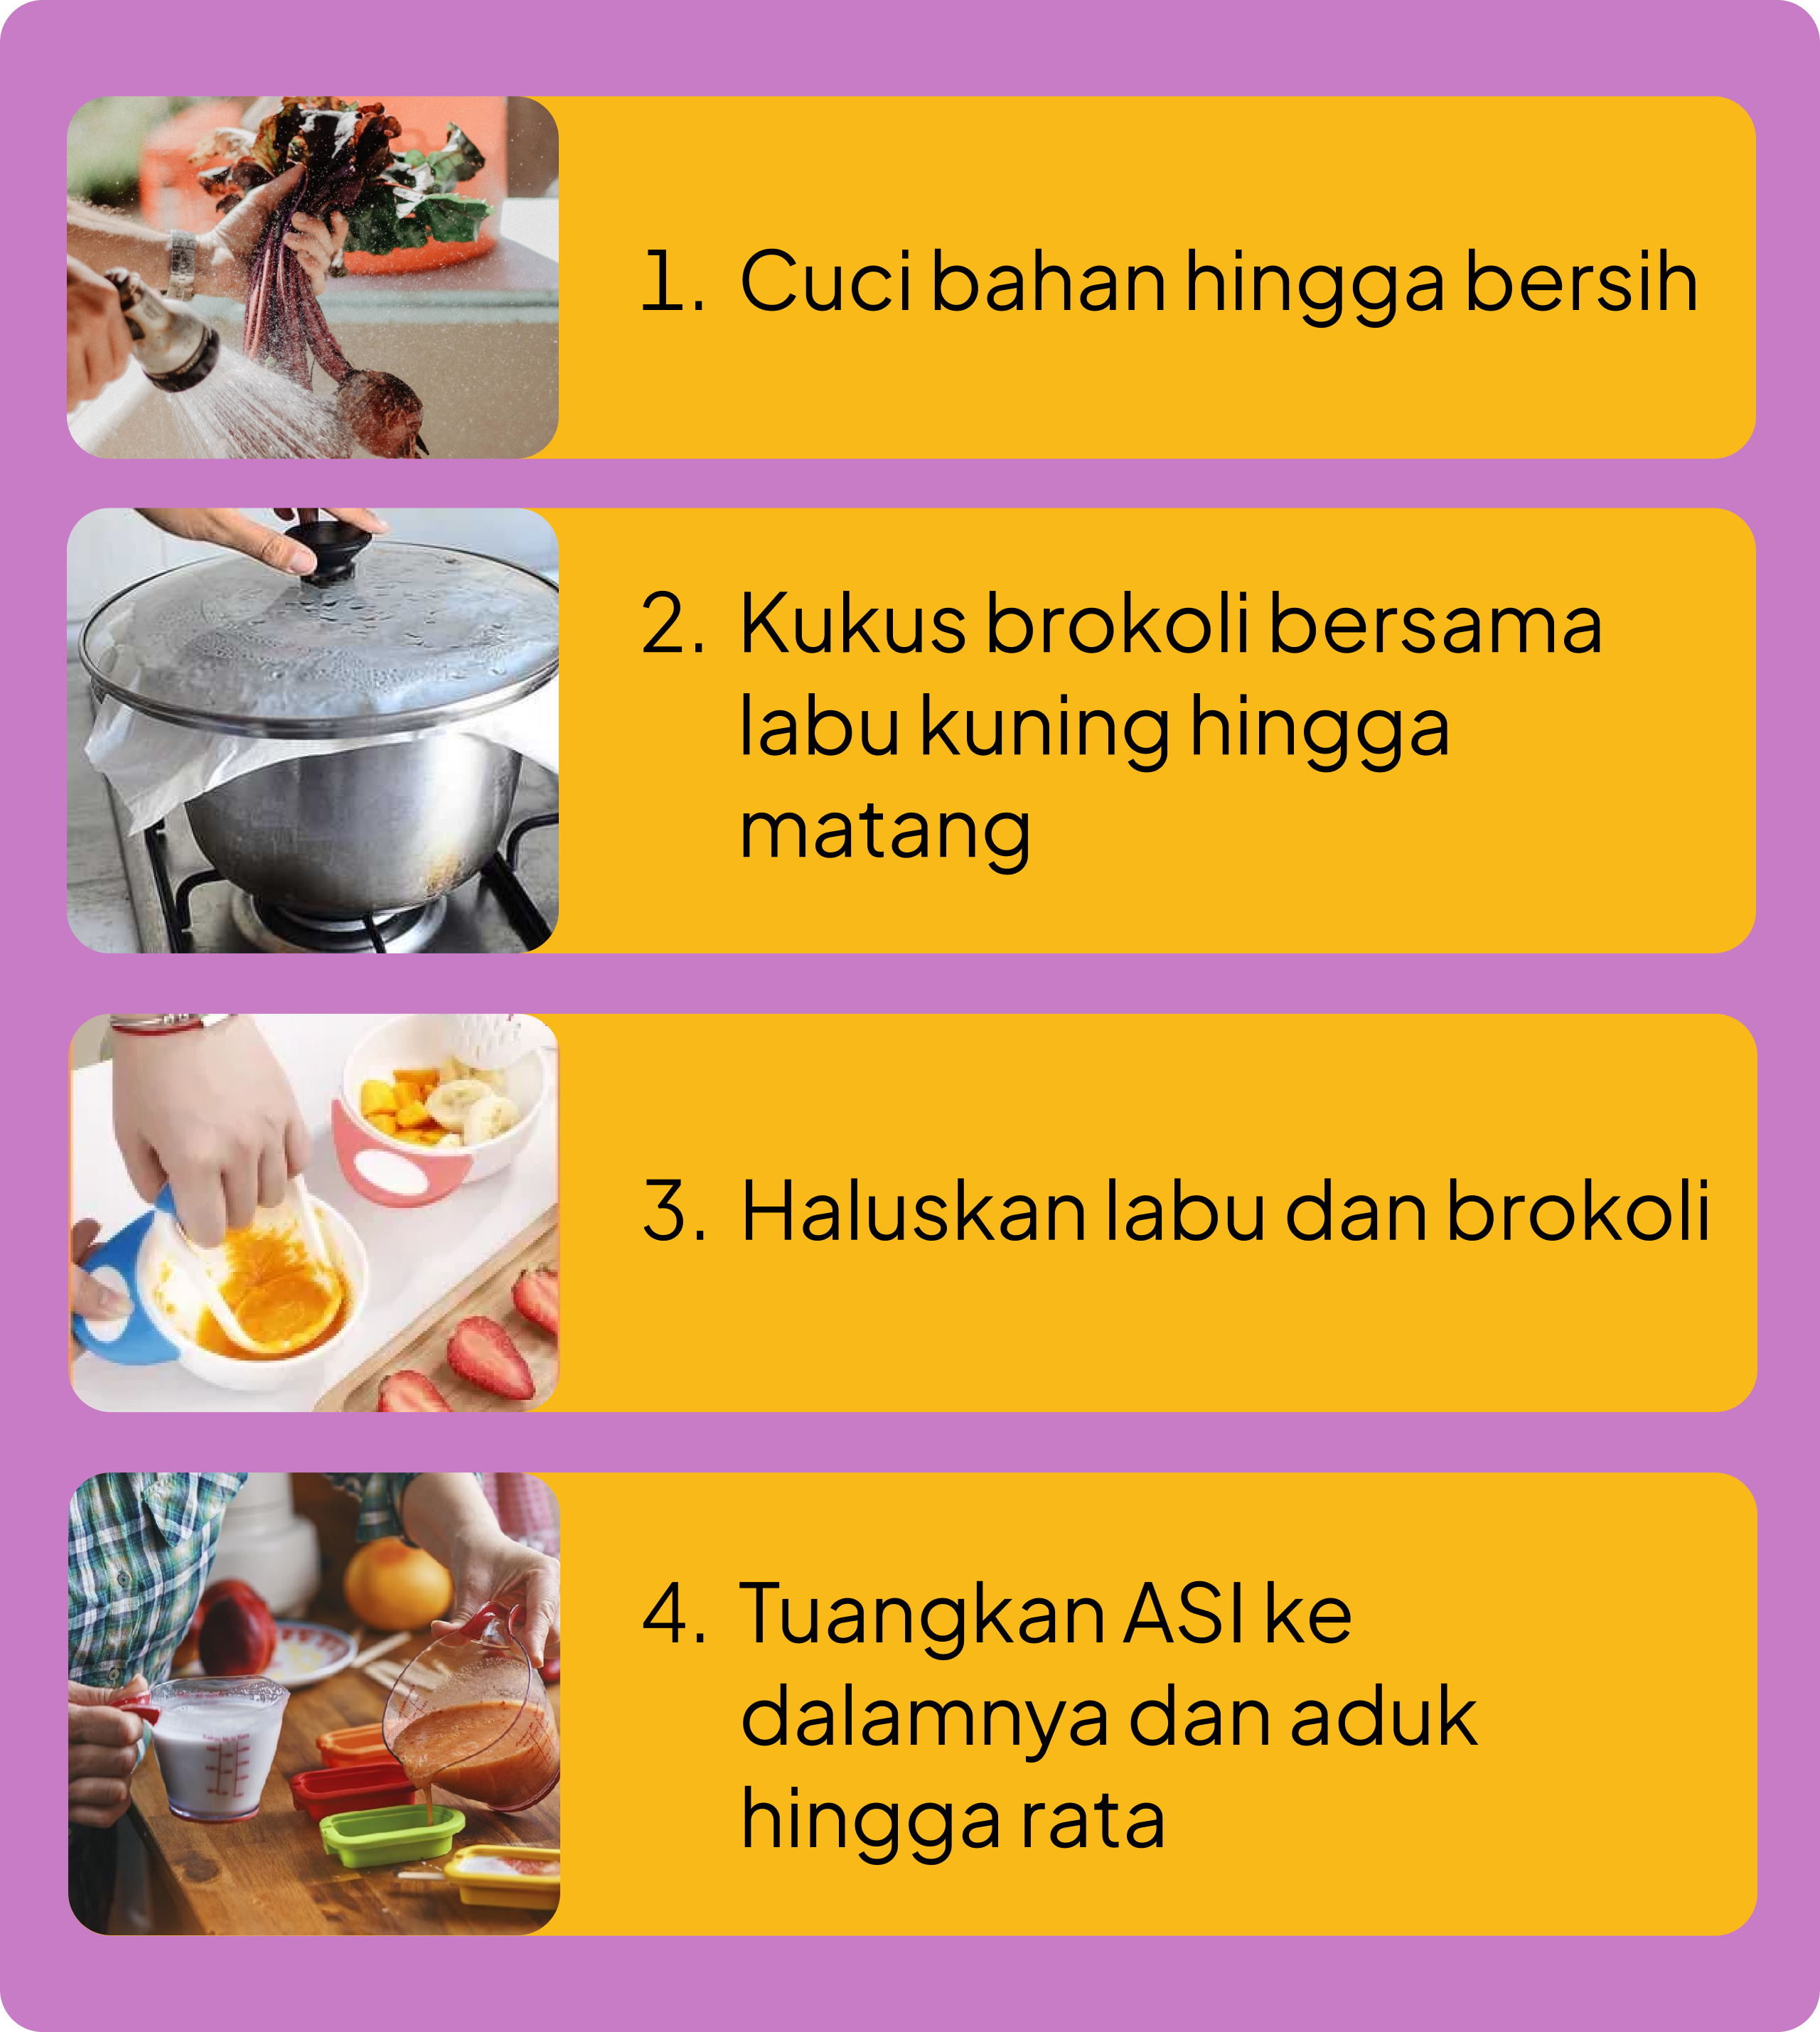 1. Cuci bahan hingga bersih
2. Kukus brokoli bersama
labu kuning hingga
matang
3. Haluskan labu dan brokoli
4. Tuangkan ASI ke
dalamnya dan aduk
hingga rata